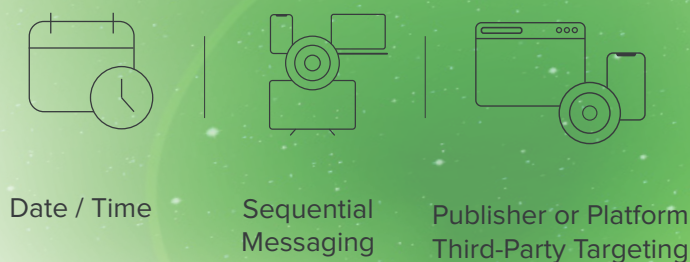 Date / Time
Sequential
Messaging
Publisher or Platform
Third-Party Targeting